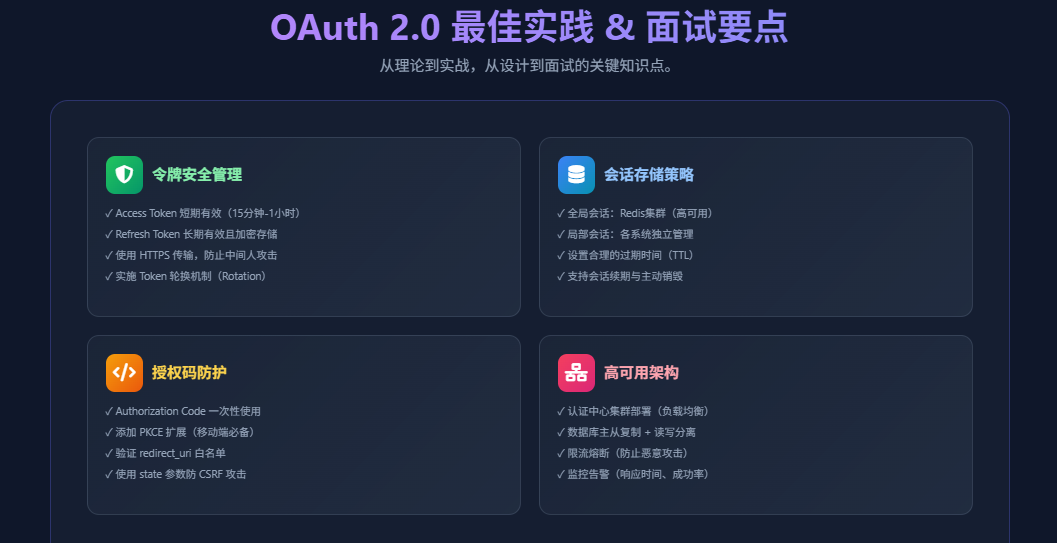 OAuth 2.0 最佳实践 & 面试要点
从理论到实战，从设计到面试的关键知识点。
令牌安全管理
✓ Access Token 短期有效（15分钟-1小时）
✓ Refresh Token 长期有效且加密存储
✓ 使用 HTTPS 传输，防止中间人攻击
✓ 实施 Token 轮换机制（Rotation）
会话存储策略
✓ 全局会话：Redis集群（高可用）
✓ 局部会话：各系统独立管理
✓ 设置合理的过期时间（TTL）
✓ 支持会话续期与主动销毁
授权码防护
✓ Authorization Code 一次性使用
✓ 添加 PKCE 扩展（移动端必备）
✓ 验证 redirect_uri 白名单
✓ 使用 state 参数防 CSRF 攻击
高可用架构
✓ 认证中心集群部署（负载均衡）
✓ 数据库主从复制 + 读写分离
✓ 限流熔断（防止恶意攻击）
✓ 监控告警（响应时间、成功率）